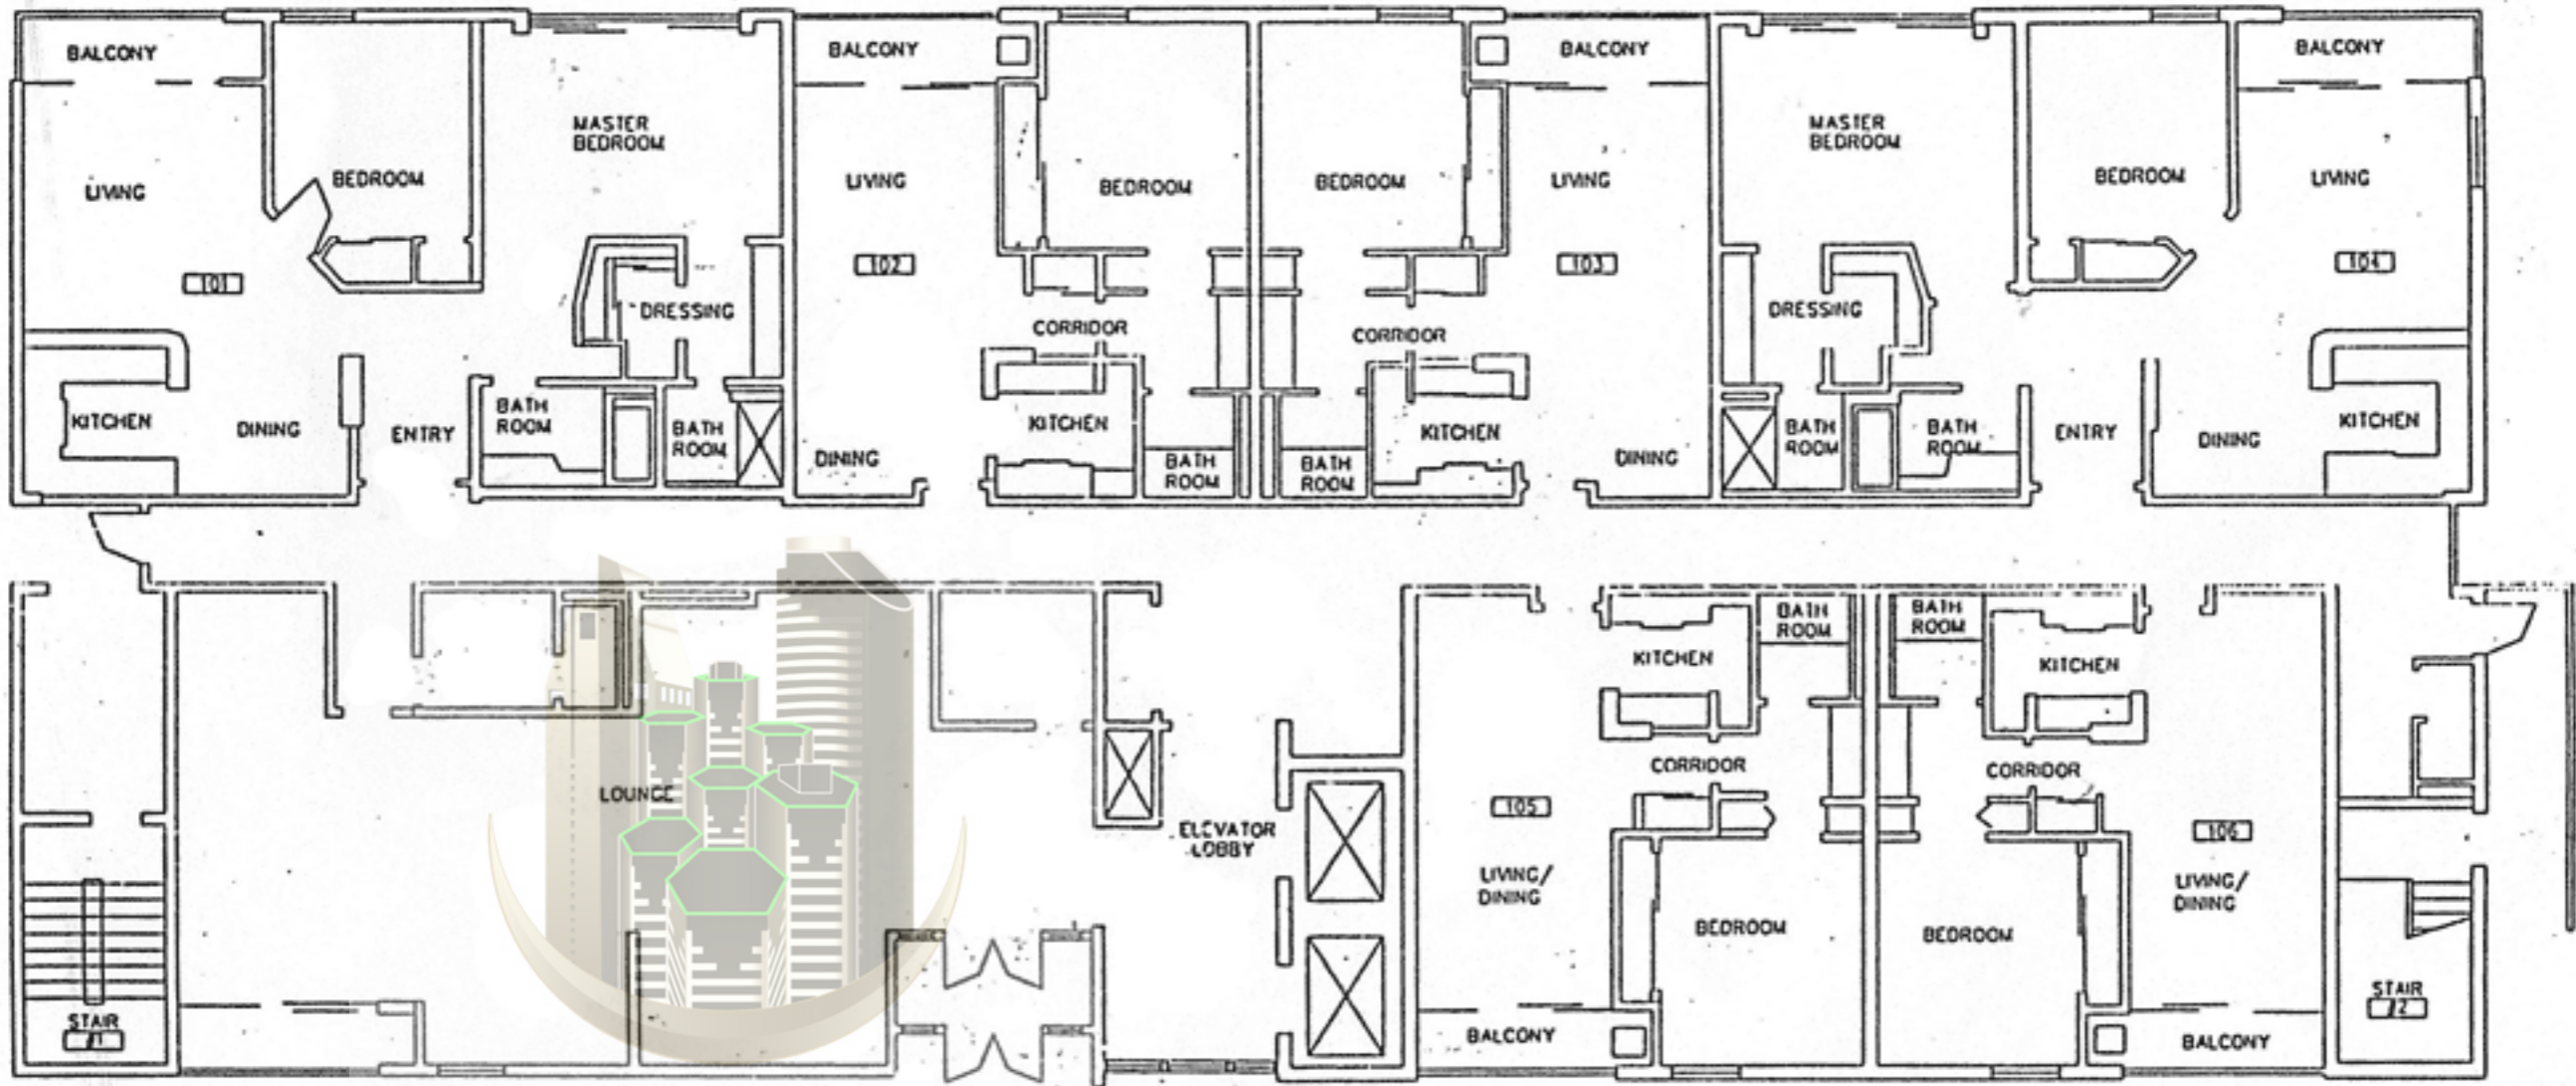 BALCONY
BALCONY
BALCONY
BALCONY
MASTER
BEDROOM
MASTER
BEDROOM
LIVING
BEDROOM
LIVING
BEDROOM
BEDROOM
LIVING
BEDROOM
LIVING
101
102
103
104
DRESSING
CORRIDOR
CORRIDOR
DRESSING
KITCHEN
DINING
ENTRY
BATH
ROOM
BATH
ROOM
DINING
KITCHEN
BATH
ROOM
BATH
ROOM
KITCHEN
DINING
BATH
ROOM
BATH
ROOM
ENTRY
DINING
KITCHEN
BATH
ROOM
BATH
ROOM
KITCHEN
KITCHEN
LOUNGE
ELEVATOR
LOBBY
CORRIDOR
CORRIDOR
105
106
LIVING/
DINING
LIVING/
DINING
BEDROOM
BEDROOM
STAIR
STAIR
BALCONY
BALCONY